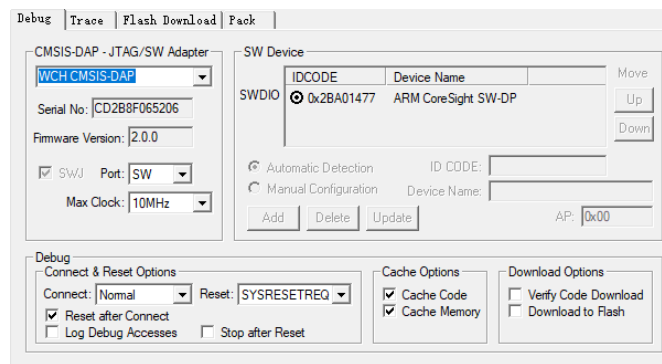 Debug Trace Flash Download Pack
CMSIS-DAP - JTAG/SW Adapter
WCH CMSIS-DAP
Serial No: CD2B8F065206
Firmware Version: 2.0.0
SWJ Port: SW
Max Clock: 10MHz
SW Device
IDCODE Device Name Move
SWDIO 0x2BA01477 ARM CoreSight SW-DP Up
Down
Automatic Detection ID CODE:
Manual Configuration Device Name:
Add Delete Update AP: 0x00
Debug
Connect & Reset Options
Connect: Normal Reset: SYSRESETREQ
Reset after Connect
Log Debug Accesses Stop after Reset
Cache Options
Cache Code
Cache Memory
Download Options
Verify Code Download
Download to Flash